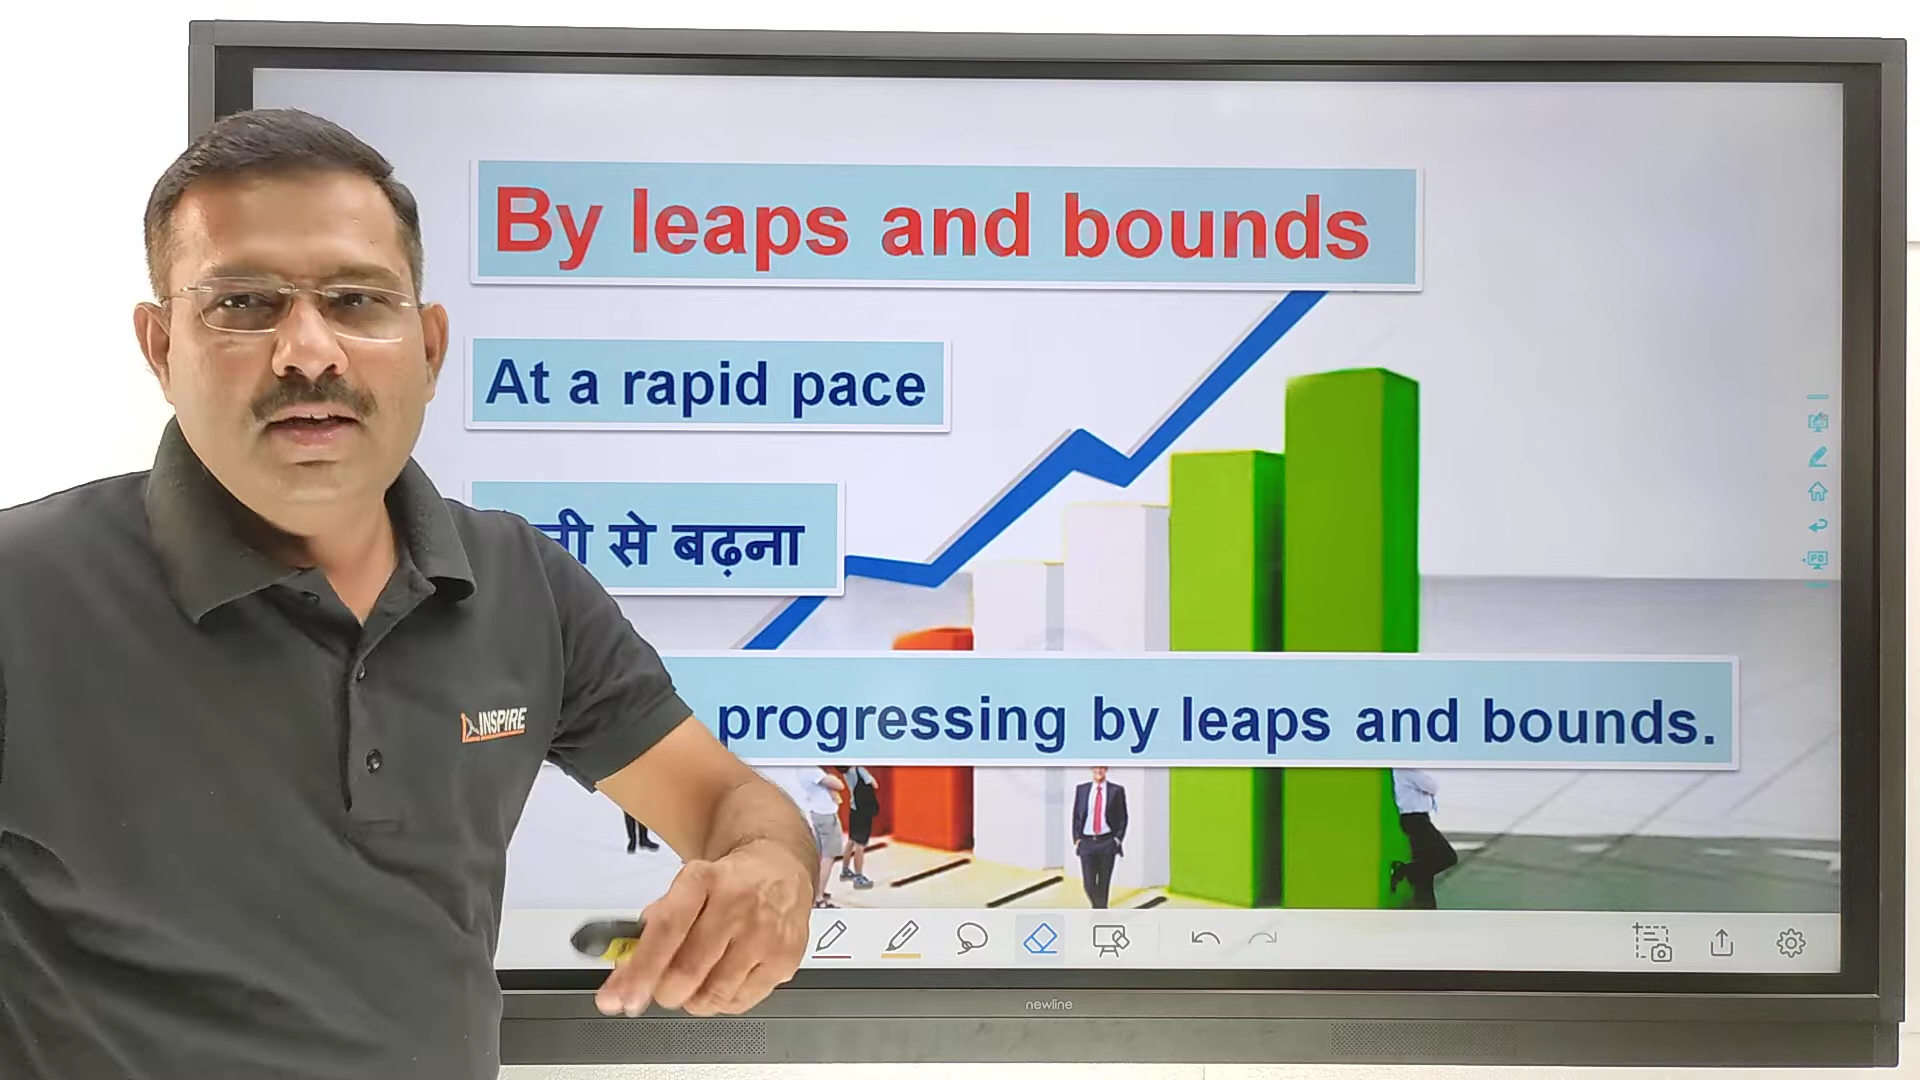 By leaps and bounds
At a rapid pace
से बढ़ना
progressing by leaps and bounds.
INSPIRE
newline